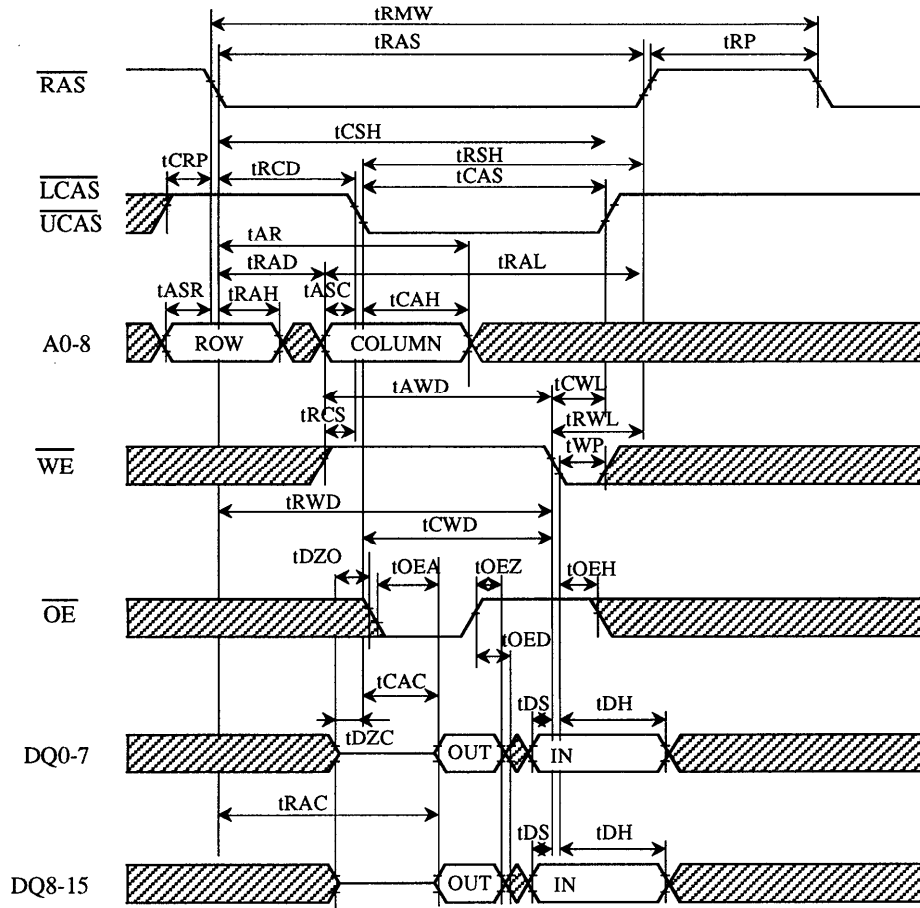 tRMW
tRAS
tRP
RAS
tCSH
tCRP
tRCD
tRSH
tCAS
LCAS
UCAS
tAR
tRAD
tRAL
tASR
tRAH
tASC
tCAH
A0-8
ROW
COLUMN
tAWD
tCWL
tRCS
tRWL
WE
tWP
tRWD
tCWD
tDZO
tOEA
tOEZ
tOEH
OE
tOED
tCAC
tDS
tDH
tDZC
DQ0-7
OUT
IN
tRAC
tDS
tDH
DQ8-15
OUT
IN